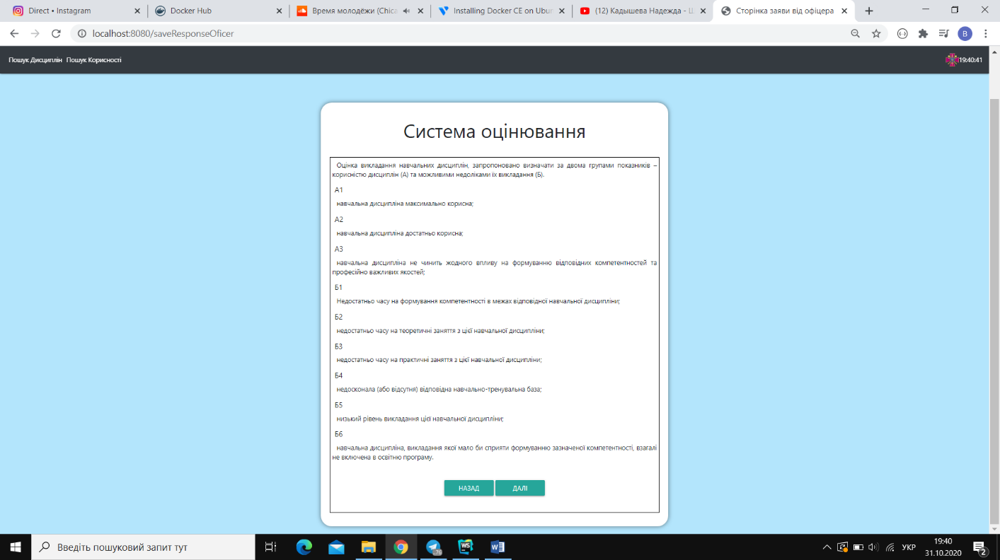 Direct • Instagram
Docker Hub
Время молодёжи (Chica
Installing Docker CE on Ubun
(12) Кадышева Надежда - Ш
Сторінка заяви від офіцера
localhost:8080/saveResponseOficer
B
Пошук Дисциплін Пошук Корисності
19:40:41
Система оцінювання
Оцінка викладання навчальних дисциплін, запропоновано визначати за двома групами показників –
корисністю дисциплін (А) та можливими недоліками їх викладання (Б).
А1
навчальна дисципліна максимально корисна;
А2
навчальна дисципліна достатньо корисна;
А3
навчальна дисципліна не чинить жодного впливу на формуванню відповідних компетентностей та
професійно важливих якостей;
Б1
Недостатньо часу на формування компетентності в межах відповідної навчальної дисципліни;
Б2
недостатньо часу на теоретичні заняття з цієї навчальної дисципліни;
Б3
недостатньо часу на практичні заняття з цієї навчальної дисципліни;
Б4
недосконала (або відсутня) відповідна навчально-тренувальна база;
Б5
низький рівень викладання цієї навчальної дисципліни;
Б6
навчальна дисципліна, викладання якої мало би сприяти формуванню зазначеної компетентності, взагалі
не включена в освітню програму.
НАЗАД ДАЛІ
Введіть пошуковий запит тут
76
WS
УКР
19:40
31.10.2020
2